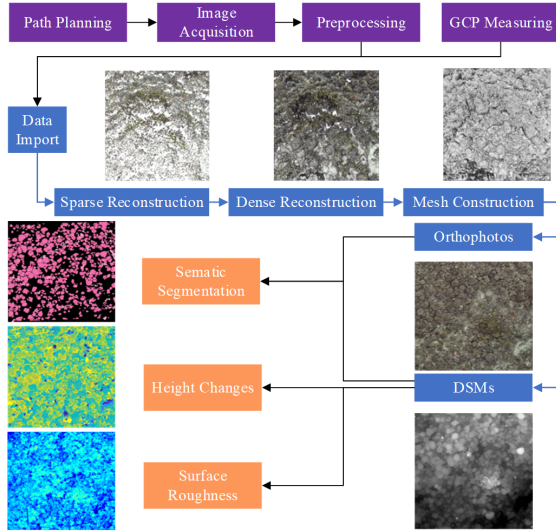 Path Planning
Image
Acquisition
Preprocessing
GCP Measuring
Data
Import
Sparse Reconstruction
Dense Reconstruction
Mesh Construction
Orthophotos
Sematic
Segmentation
Height Changes
DSMs
Surface
Roughness